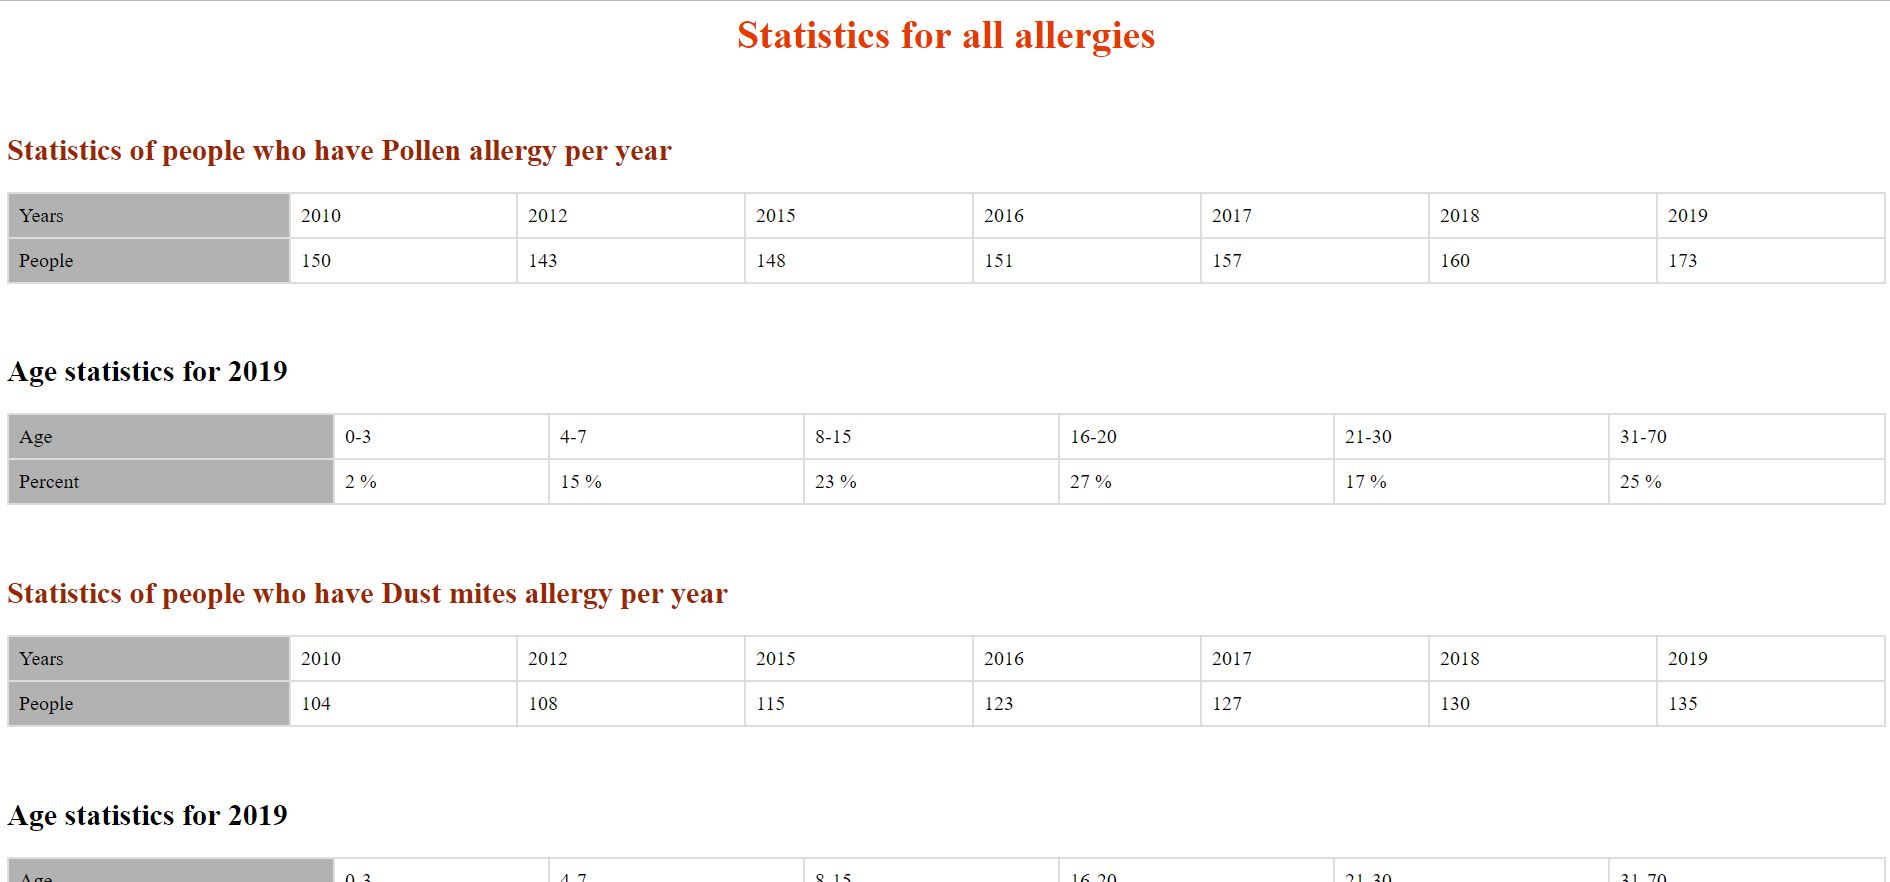 Statistics for all allergies
Statistics of people who have Pollen allergy per year
Years 2010 2012 2015 2016 2017 2018 2019
People 150 143 148 151 157 160 173
Age statistics for 2019
Age 0-3 4-7 8-15 16-20 21-30 31-70
Percent 2 % 15 % 23 % 27 % 17 % 25 %
Statistics of people who have Dust mites allergy per year
Years 2010 2012 2015 2016 2017 2018 2019
People 104 108 115 123 127 130 135
Age statistics for 2019
Age 0-3 4-7 8-15 16-20 21-30 31-70